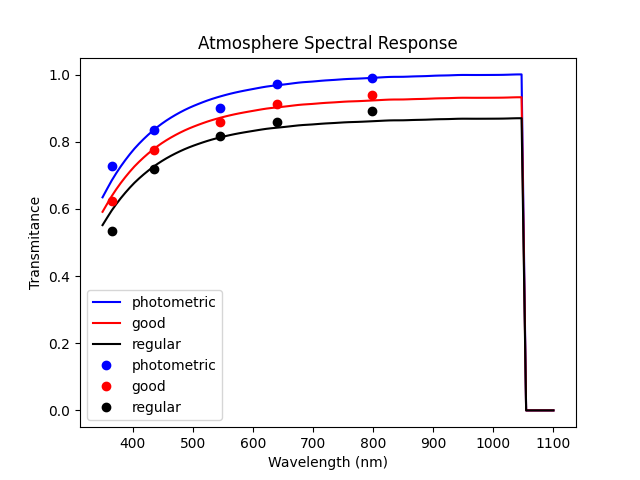 Atmosphere Spectral Response
Transmitance
1.0
0.8
0.6
0.4
0.2
0.0
photometric
good
regular
photometric
good
regular
400 500 600 700 800 900 1000 1100
Wavelength (nm)